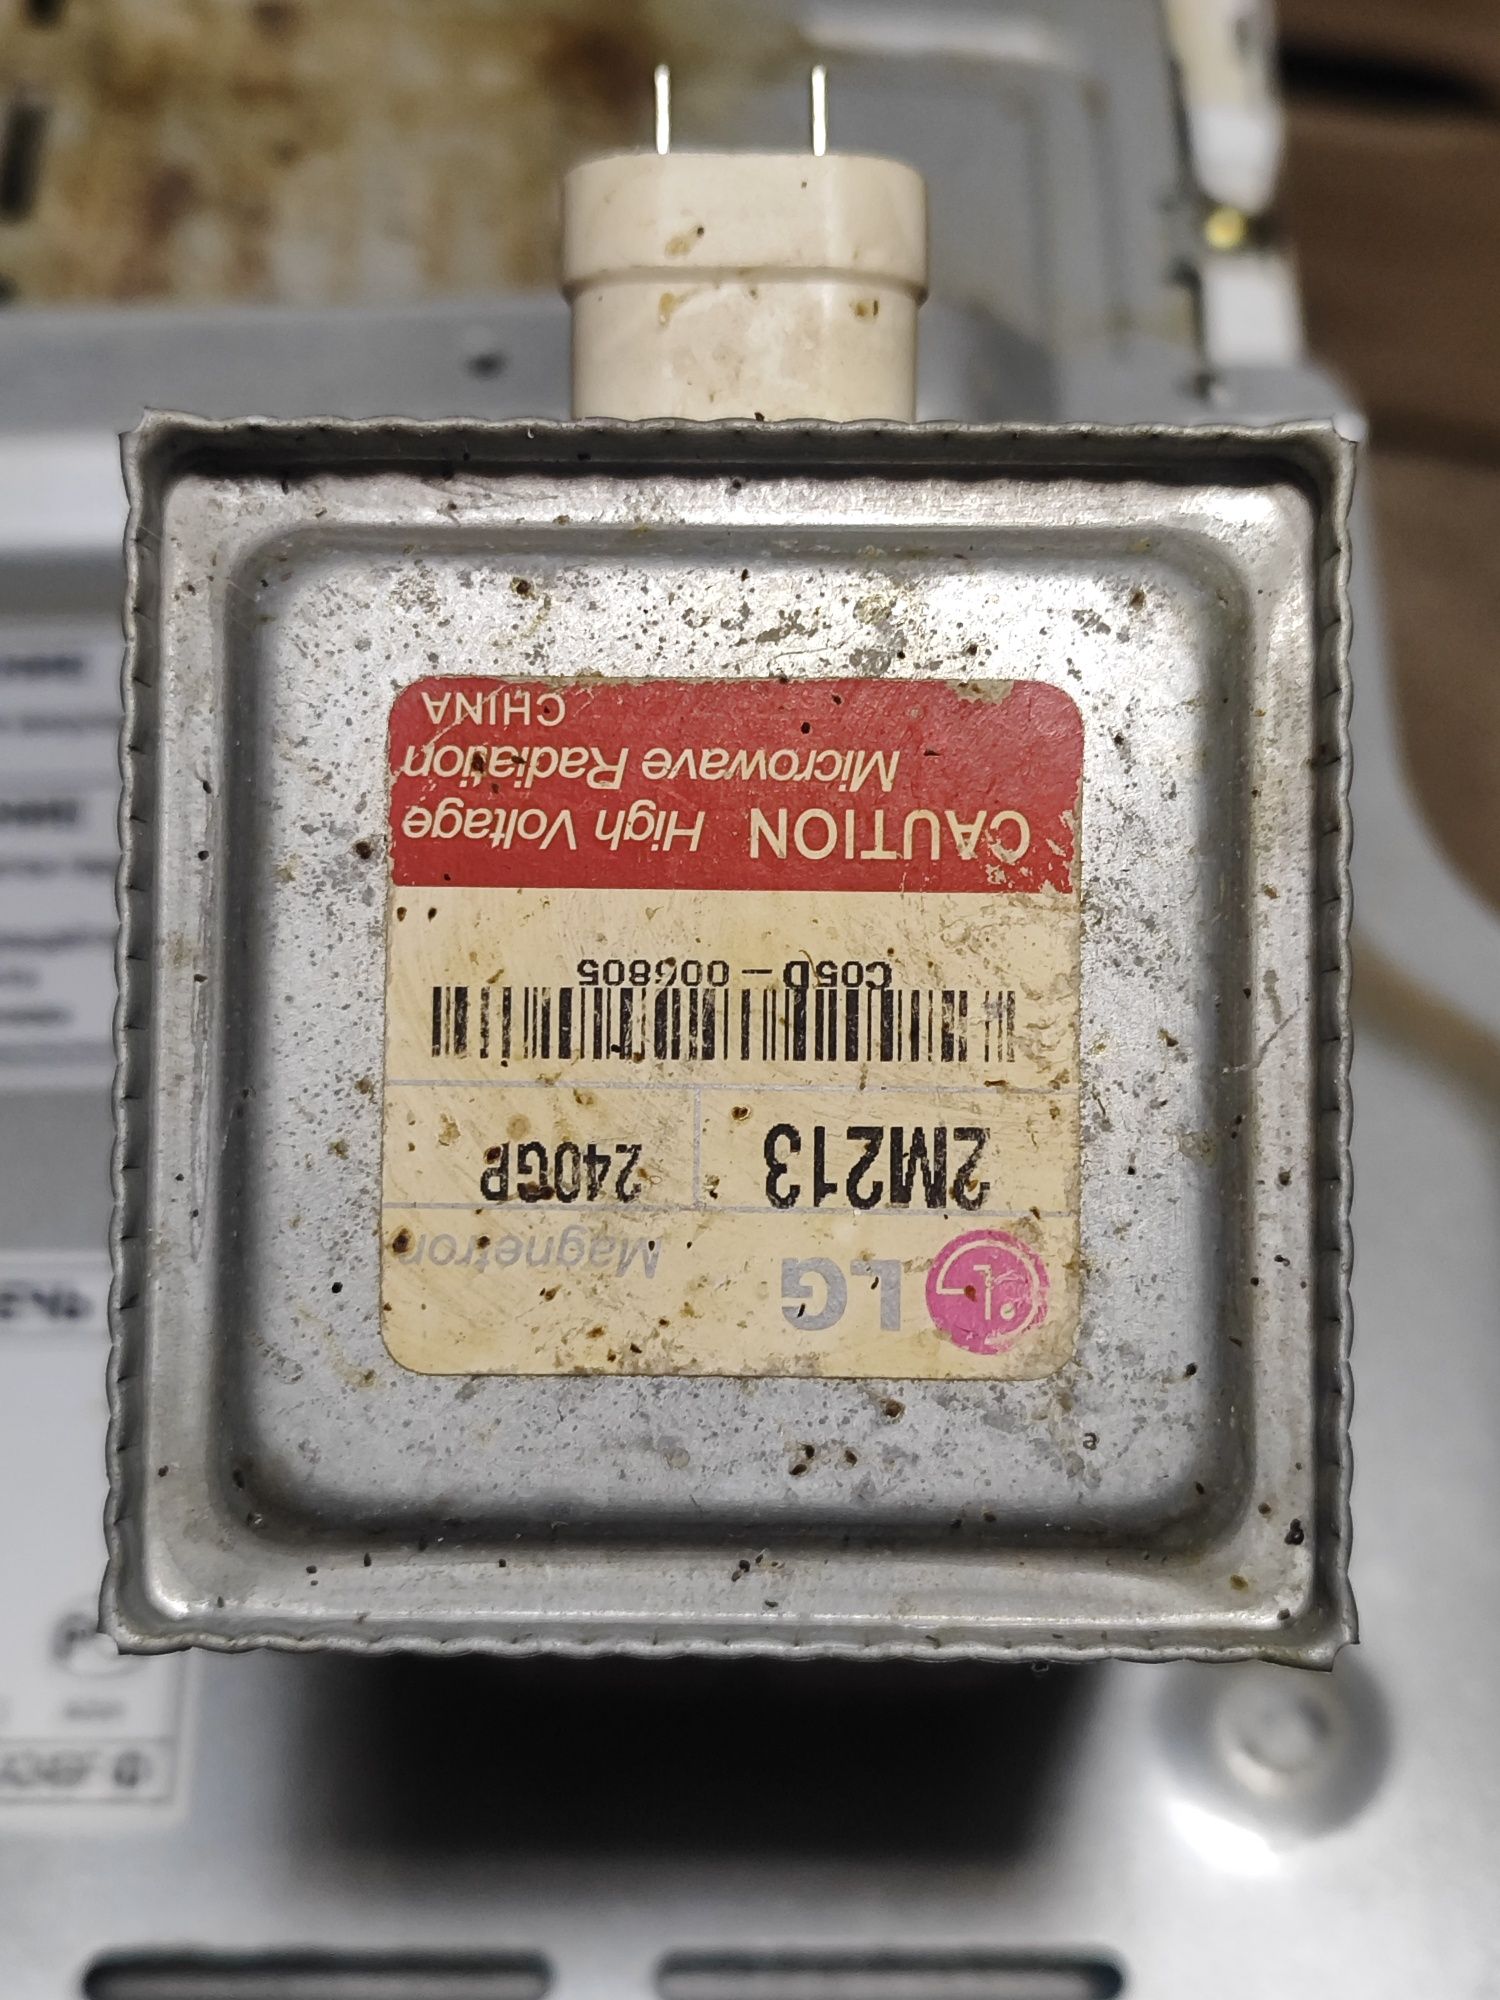 LG Magnetron
2M213 240GP
C05D-006805
CAUTION High Voltage
Microwave Radiation
CHINA